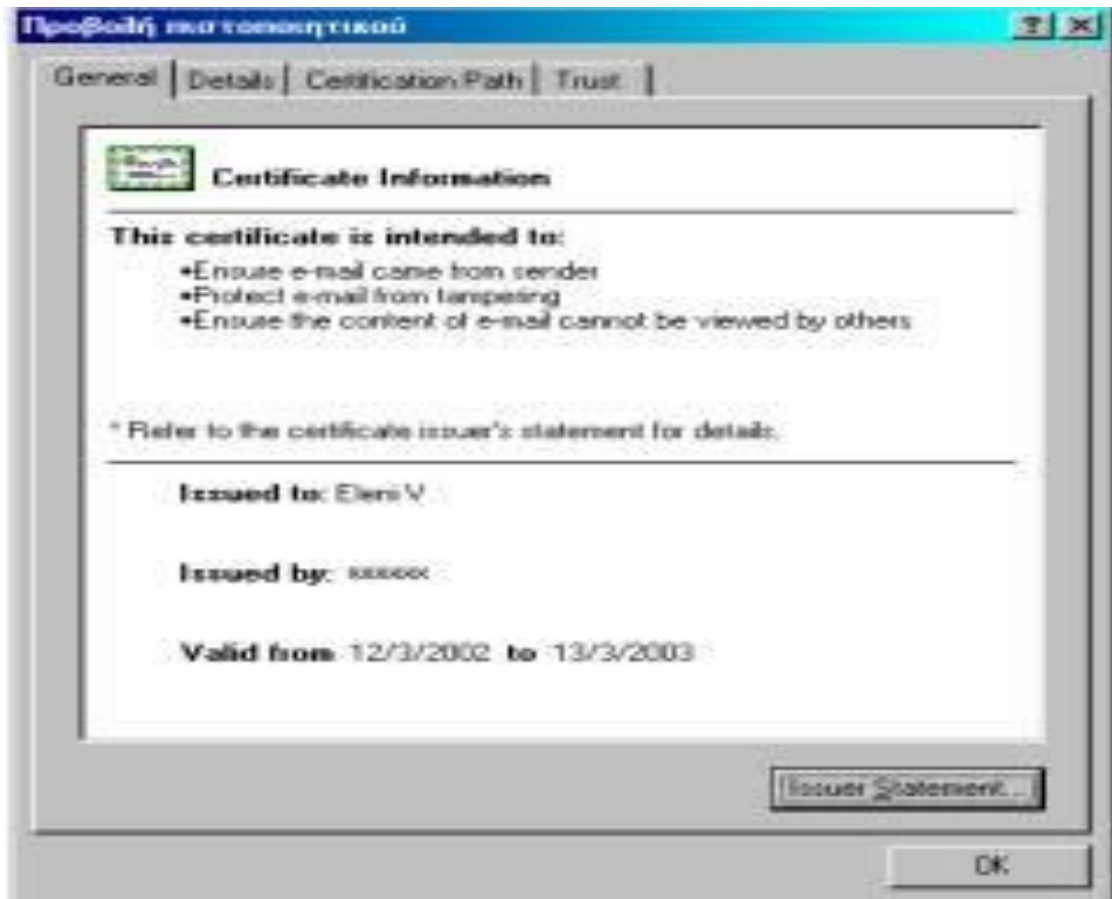 Προβολή πιστοποιητικού
General Details Certification Path Trust
Certificate Information
This certificate is intended to:
•Ensure e-mail came from sender
•Protect e-mail from tampering
•Ensure the content of e-mail cannot be viewed by others
* Refer to the certificate issuer's statement for details.
Issued to: Eleni V
Issued by:
Valid from 12/3/2002 to 13/3/2003
Issuer Statement...
OK